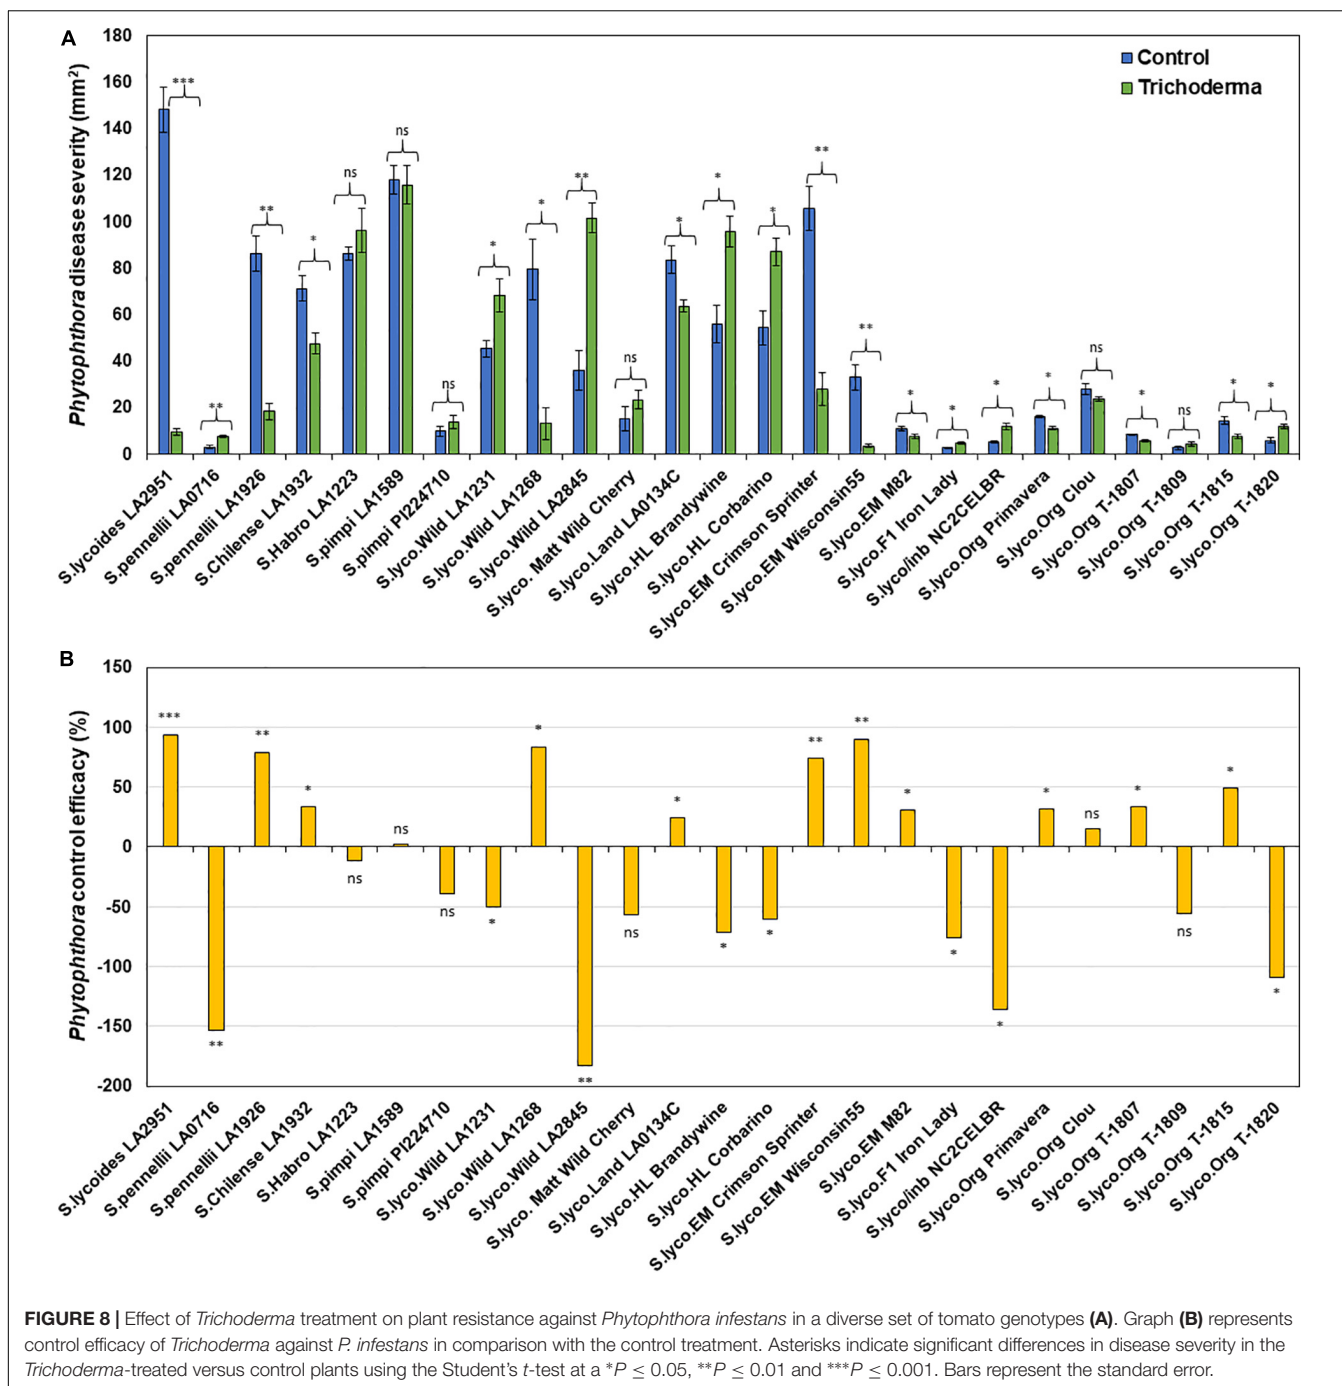 A
180
160
140
120
100
80
60
40
20
0
Phytophthora disease severity (mm²)
Control
Trichoderma
***
**
**
*
ns
ns
ns
*
*
**
ns
*
*
*
**
**
*
*
*
*
ns
*
ns
*
*
S.lycoides LA2951
S.pennellii LA0716
S.pennellii LA1926
S.Chilense LA1932
S.Habro LA1223
S.pimpi LA1589
S.pimpi PI224710
S.lyco.Wild LA1231
S.lyco.Wild LA1268
S.lyco.Wild LA2845
S.lyco. Matt Wild Cherry
S.lyco.Land LA0134C
S.lyco.HL Brandywine
S.lyco.HL Corbarino
S.lyco.EM Crimson Sprinter
S.lyco.EM Wisconsin55
S.lyco.EM M82
S.lyco.F1 Iron Lady
S.lyco/inb NC2CELBR
S.lyco.Org Primavera
S.lyco.Org Clou
S.lyco.Org T-1807
S.lyco.Org T-1809
S.lyco.Org T-1815
S.lyco.Org T-1820
B
150
100
50
0
-50
-100
-150
-200
Phytophthora control efficacy (%)
***
**
**
*
ns
ns
ns
*
*
**
ns
*
*
*
**
**
*
*
*
*
ns
*
ns
*
*
S.lycoides LA2951
S.pennellii LA0716
S.pennellii LA1926
S.Chilense LA1932
S.Habro LA1223
S.pimpi LA1589
S.pimpi PI224710
S.lyco.Wild LA1231
S.lyco.Wild LA1268
S.lyco.Wild LA2845
S.lyco. Matt Wild Cherry
S.lyco.Land LA0134C
S.lyco.HL Brandywine
S.lyco.HL Corbarino
S.lyco.EM Crimson Sprinter
S.lyco.EM Wisconsin55
S.lyco.EM M82
S.lyco.F1 Iron Lady
S.lyco/inb NC2CELBR
S.lyco.Org Primavera
S.lyco.Org Clou
S.lyco.Org T-1807
S.lyco.Org T-1809
S.lyco.Org T-1815
S.lyco.Org T-1820
FIGURE 8 | Effect of Trichoderma treatment on plant resistance against Phytophthora infestans in a diverse set of tomato genotypes (A). Graph (B) represents
control efficacy of Trichoderma against P. infestans in comparison with the control treatment. Asterisks indicate significant differences in disease severity in the
Trichoderma-treated versus control plants using the Student's t-test at a *P ≤ 0.05, **P ≤ 0.01 and ***P ≤ 0.001. Bars represent the standard error.